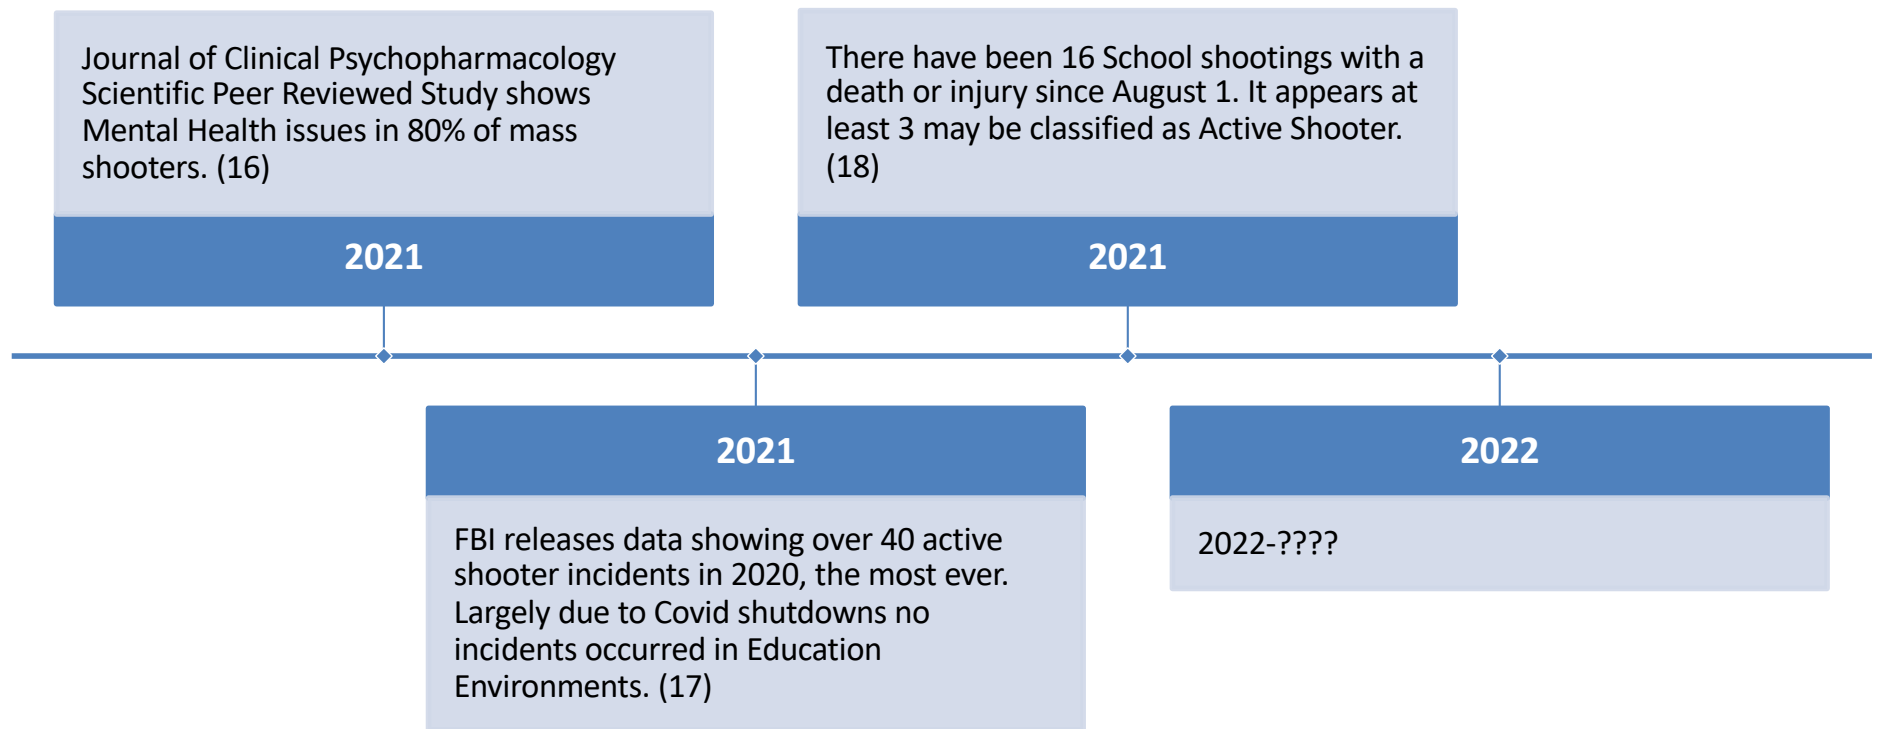 Journal of Clinical Psychopharmacology
Scientific Peer Reviewed Study shows
Mental Health issues in 80% of mass
shooters. (16)
2021
FBI releases data showing over 40 active
shooter incidents in 2020, the most ever.
Largely due to Covid shutdowns no
incidents occurred in Education
Environments. (17)
2021
There have been 16 School shootings with a
death or injury since August 1. It appears at
least 3 may be classified as Active Shooter.
(18)
2021
2022
2022-????